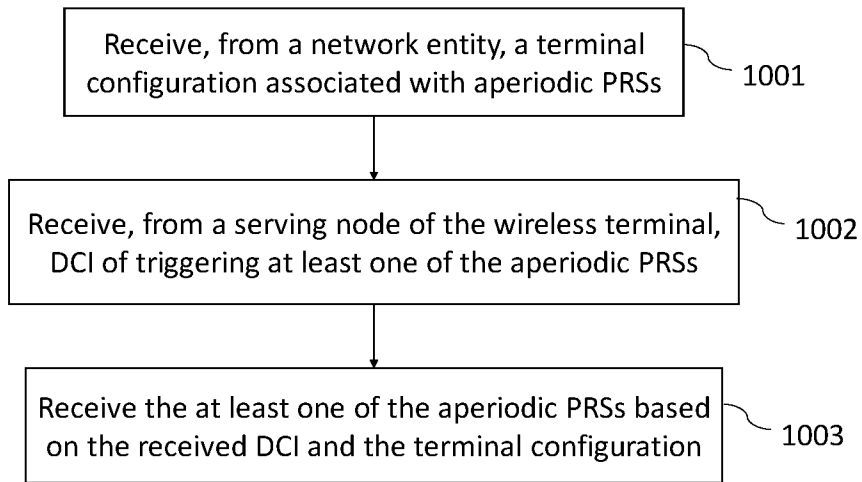 Receive, from a network entity, a terminal
configuration associated with aperiodic PRSs
1001
Receive, from a serving node of the wireless terminal,
DCI of triggering at least one of the aperiodic PRSs
1002
Receive the at least one of the aperiodic PRSs based
on the received DCI and the terminal configuration
1003